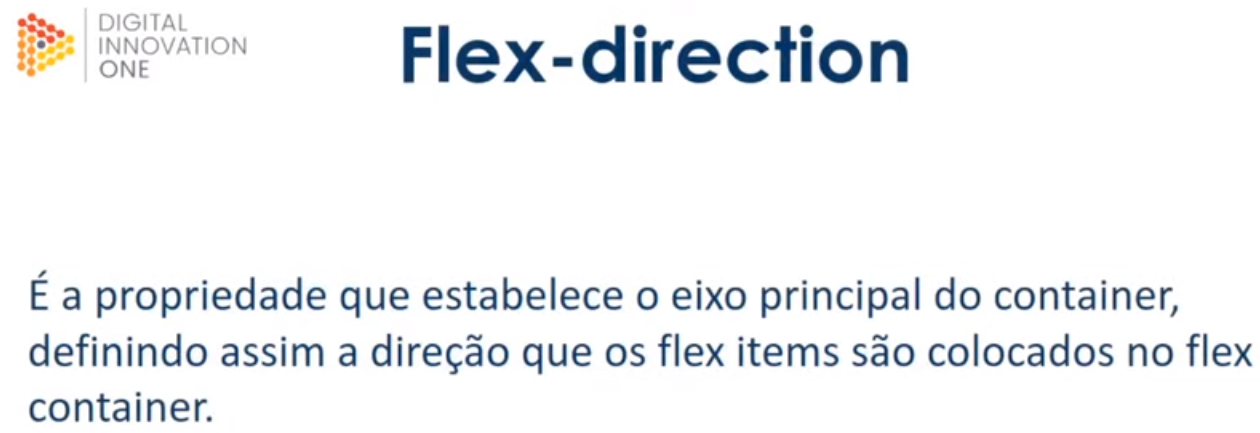 DIGITAL
INNOVATION
ONE
Flex-direction
É a propriedade que estabelece o eixo principal do container,
definindo assim a direção que os flex items são colocados no flex
container.